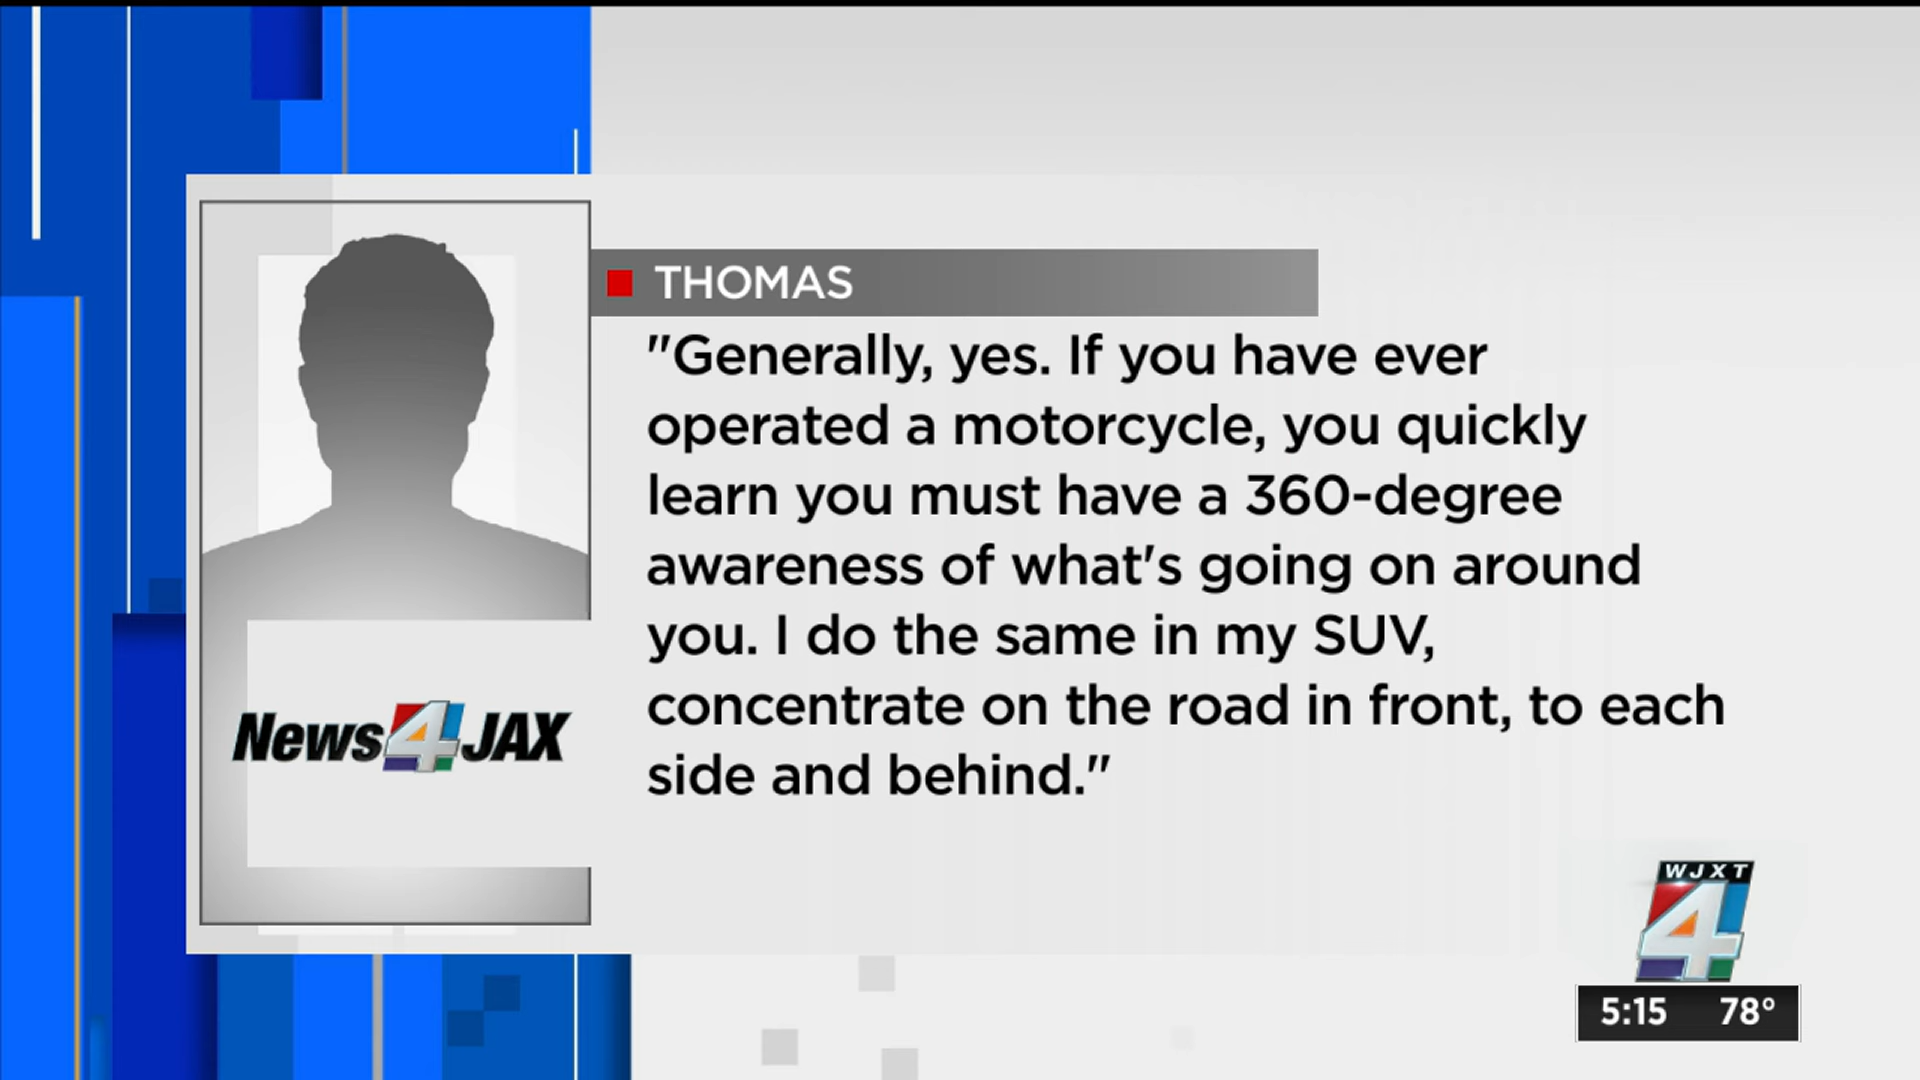 THOMAS
"Generally, yes. If you have ever
operated a motorcycle, you quickly
learn you must have a 360-degree
awareness of what's going on around
you. I do the same in my SUV,
concentrate on the road in front, to each
side and behind."
News4JAX
WJXT
4
5:15 78°